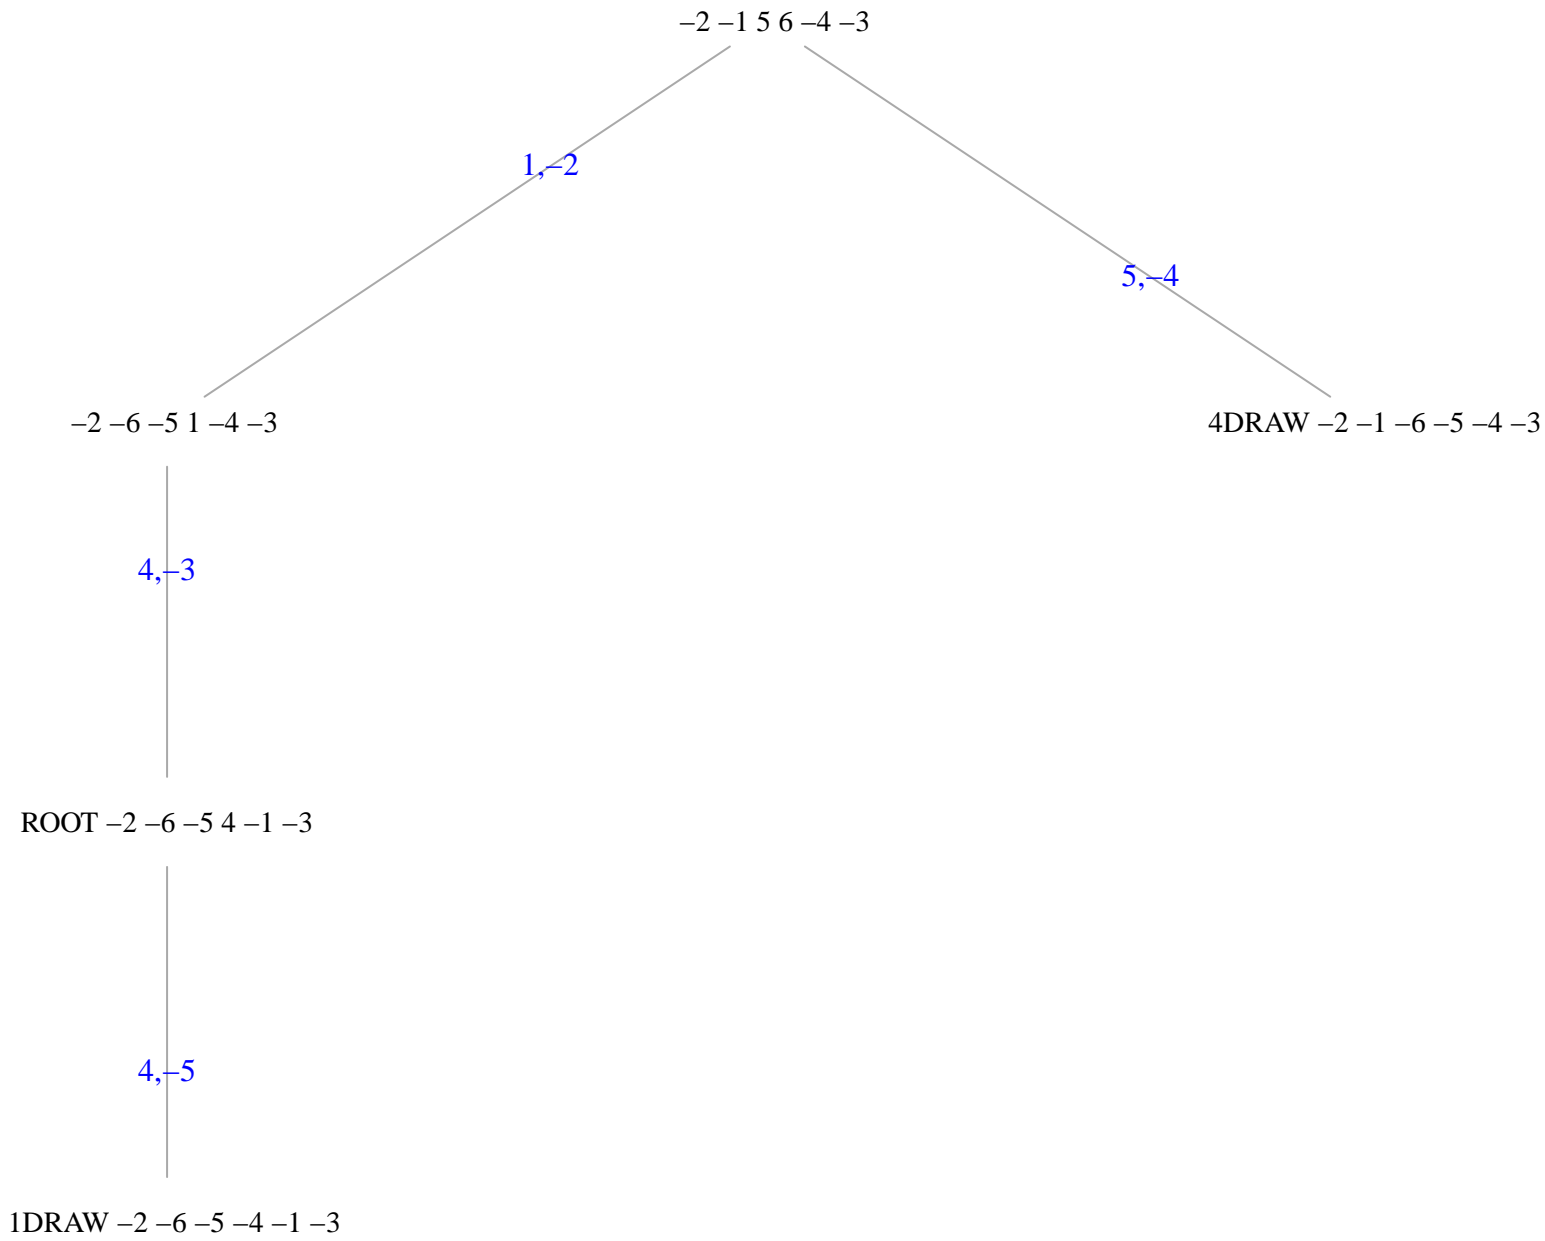 –2 –1 5 6 –4 –3
1,–2
5,–4
–2 –6 –5 1 –4 –3
4DRAW –2 –1 –6 –5 –4 –3
4,–3
ROOT –2 –6 –5 4 –1 –3
4,–5
1DRAW –2 –6 –5 –4 –1 –3